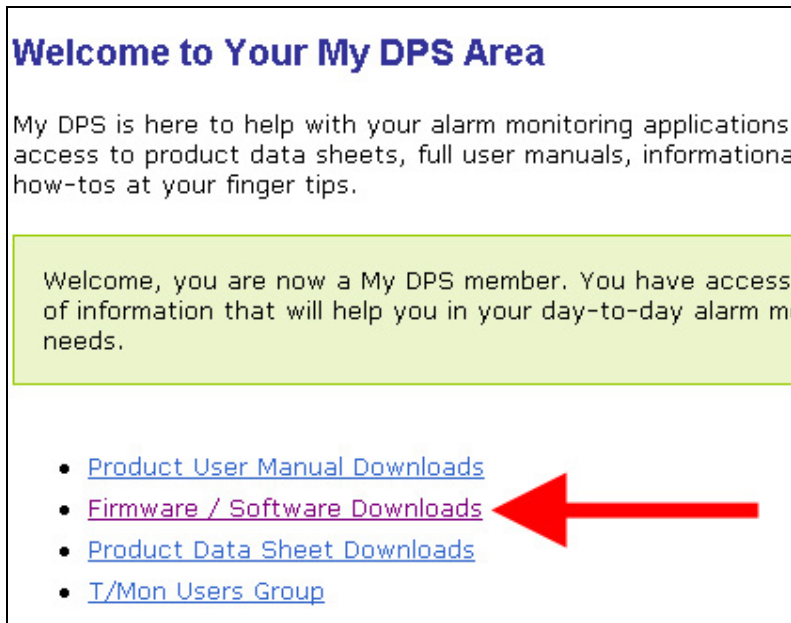 Welcome to Your My DPS Area
My DPS is here to help with your alarm monitoring applications
access to product data sheets, full user manuals, informationa
how-tos at your finger tips.
Welcome, you are now a My DPS member. You have access
of information that will help you in your day-to-day alarm m
needs.
• Product User Manual Downloads
• Firmware / Software Downloads
• Product Data Sheet Downloads
• T/Mon Users Group